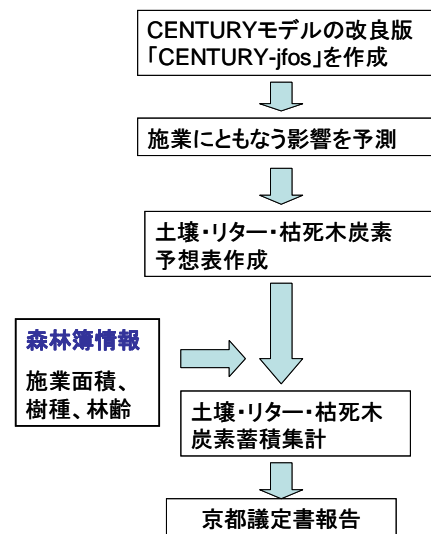 CENTURYモデルの改良版
「CENTURY-jfos」を作成
施業にともなう影響を予測
土壌・リター・枯死木炭素
予想表作成
森林簿情報
施業面積、
樹種、林齢
土壌・リター・枯死木
炭素蓄積集計
京都議定書報告